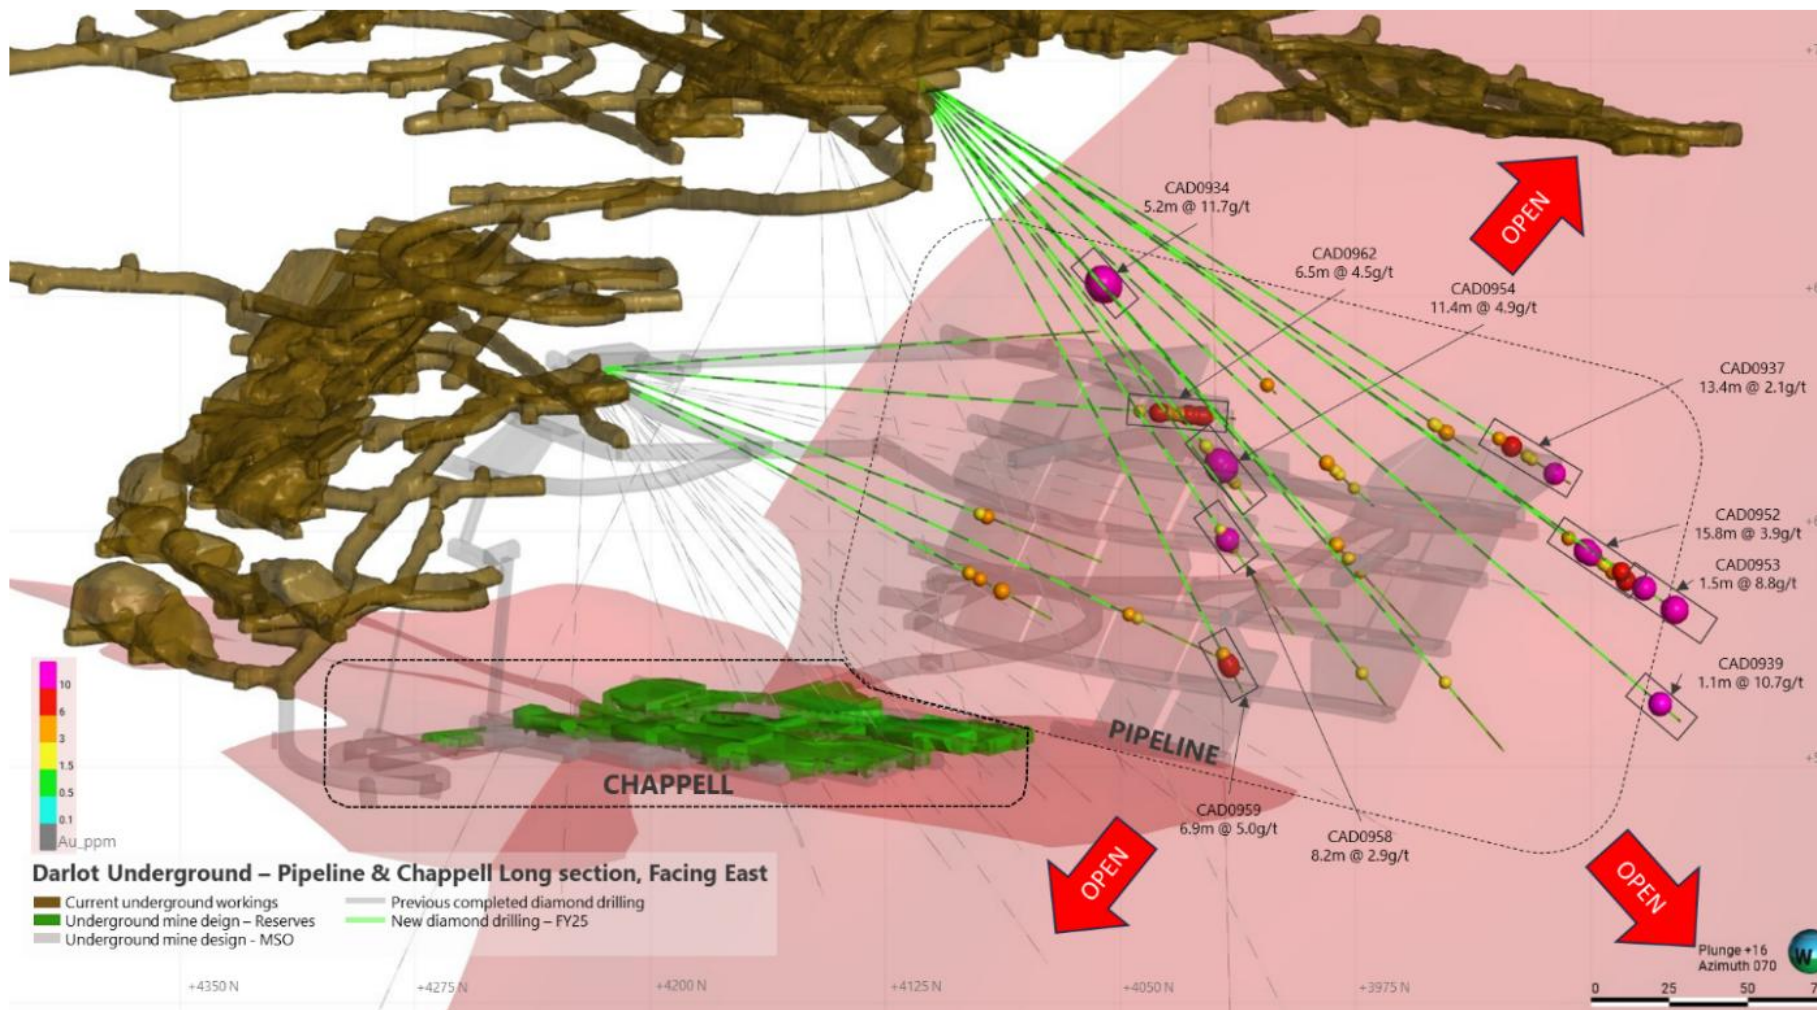 CAD0934
5.2m @ 11.7g/t
OPEN
CAD0962
6.5m @ 4.5g/t
CAD0954
11.4m @ 4.9g/t
CAD0937
13.4m @ 2.1g/t
CAD0952
15.8m @ 3.9g/t
CAD0953
1.5m @ 8.8g/t
CAD0939
1.1m @ 10.7g/t
PIPELINE
CHAPPELL
CAD0959
6.9m @ 5.0g/t
CAD0958
8.2m @ 2.9g/t
OPEN
OPEN
10
6
3
1.5
0.5
0.1
Au_ppm
Darlot Underground – Pipeline & Chappell Long section, Facing East
Current underground workings
Previous completed diamond drilling
Underground mine deign – Reserves
New diamond drilling – FY25
Underground mine design - MSO
+4350 N
+4275 N
+4200 N
+4125 N
+4050 N
+3975 N
Plunge +16
Azimuth 070
W
0
25
50